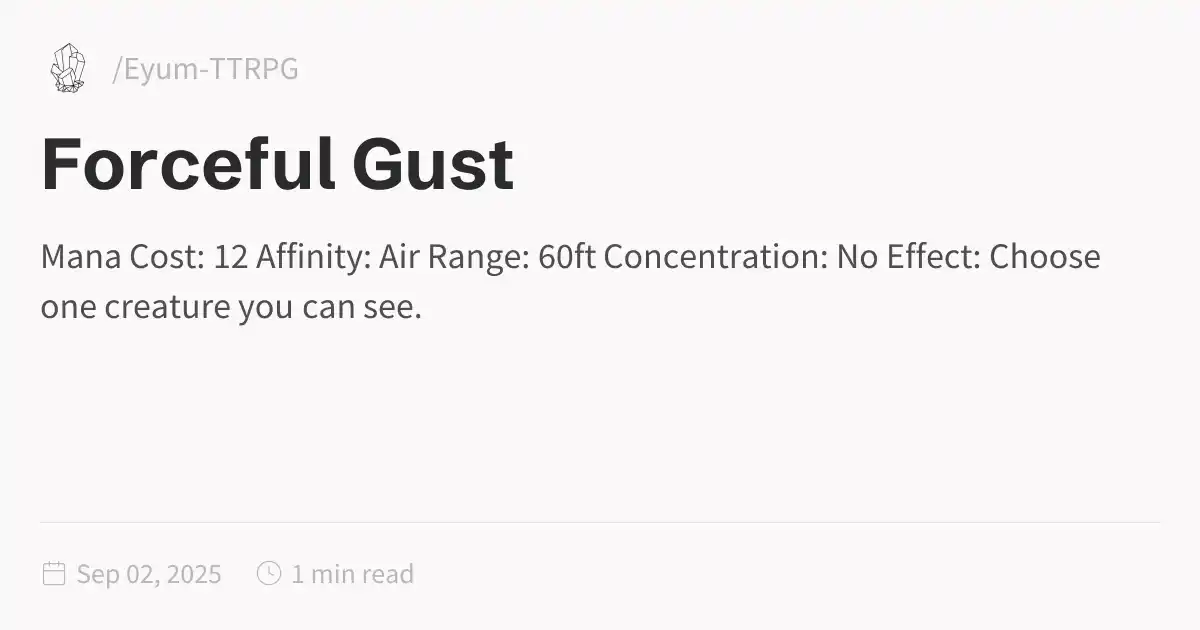 /Eyum-TTRPG
Forceful Gust
Mana Cost: 12 Affinity: Air Range: 60ft Concentration: No Effect: Choose
one creature you can see.
Sep 02, 2025 1 min read